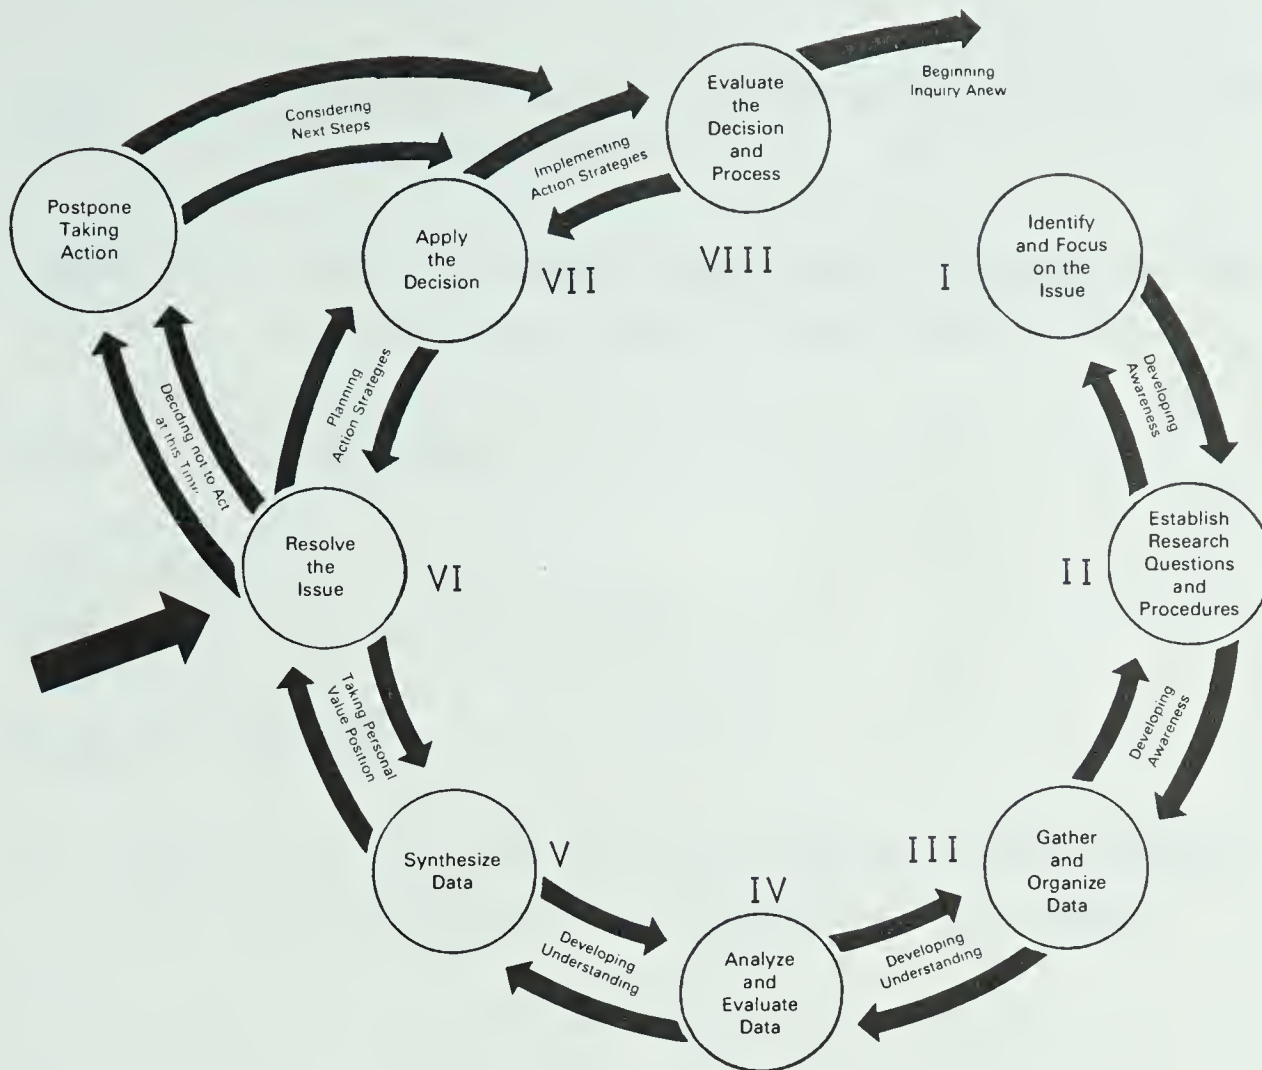 Beginning
Inquiry Anew
Evaluate
the
Decision
and
Process
VIII
Considering
Next Steps
Implementing
Action Strategies
Postpone
Taking
Action
Apply
the
Decision
VII
Identify
and Focus
on the
Issue
I
Developing
Awareness
Establish
Research
Questions
and
Procedures
II
Developing
Awareness
Gather
and
Organize
Data
III
Developing
Understanding
Analyze
and
Evaluate
Data
IV
Developing
Understanding
Synthesize
Data
V
Taking Personal
Value Position
Resolve
the
Issue
VI
Planning
Action Strategies
Deciding not to Act
at this